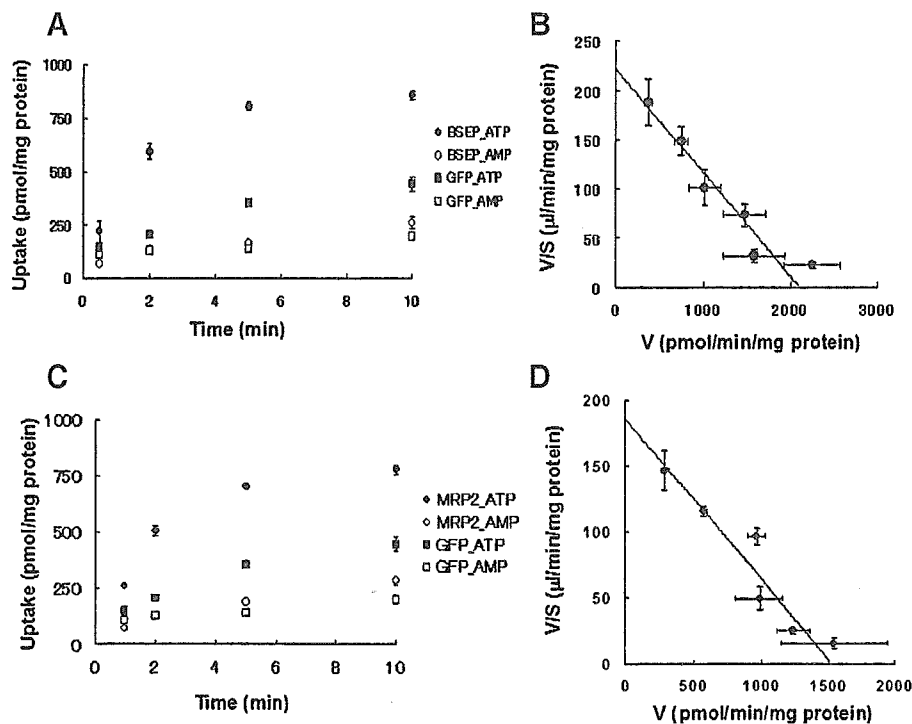 A
1000
750
500
250
0
0
2
4
6
8
10
Uptake (pmol/mg protein)
Time (min)
BSEP_ATP
BSEP_AMP
GFP_ATP
GFP_AMP
B
250
200
150
100
50
0
0
1000
2000
3000
V/S (µl/min/mg protein)
V (pmol/min/mg protein)
C
1000
750
500
250
0
0
2
4
6
8
10
Uptake (pmol/mg protein)
Time (min)
MRP2_ATP
MRP2_AMP
GFP_ATP
GFP_AMP
D
200
150
100
50
0
0
500
1000
1500
2000
V/S (µl/min/mg protein)
V (pmol/min/mg protein)